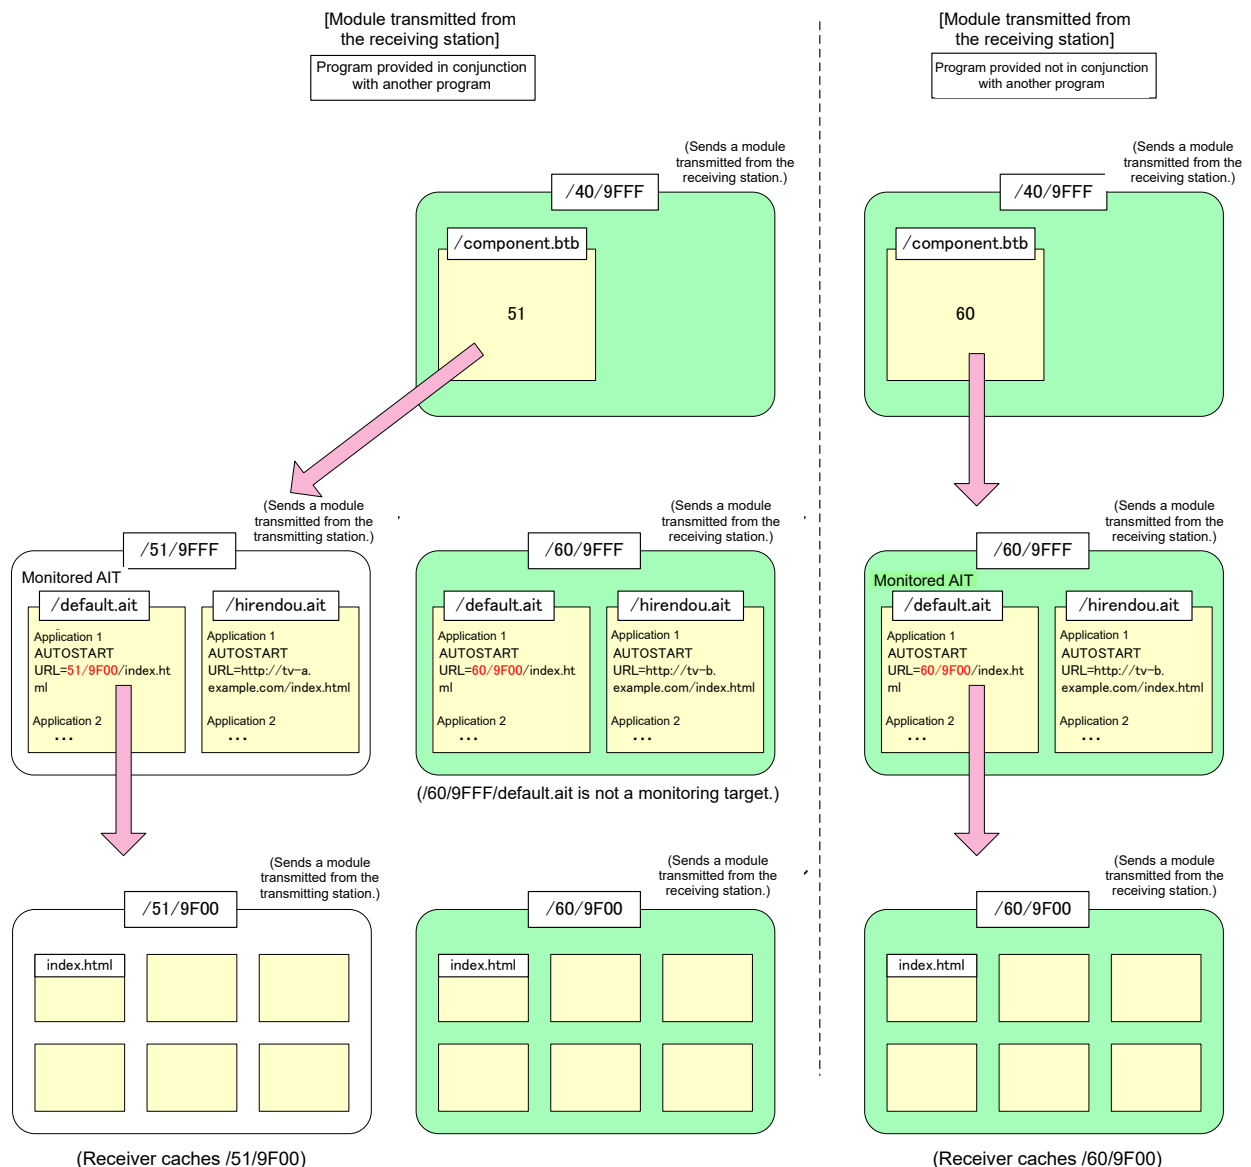 [Module transmitted from
the receiving station]
Program provided in conjunction
with another program
(Sends a module
transmitted from the
receiving station.)
/40/9FFF
/component.btb
51
(Sends a module
transmitted from the
transmitting station.)
/51/9FFF
Monitored AIT
/default.ait
Application 1
AUTOSTART
URL=51/9F00/index.ht
ml
Application 2
...
/hirendou.ait
Application 1
AUTOSTART
URL=http://tv-a.
example.com/index.html
Application 2
...
(Sends a module
transmitted from the
receiving station.)
/60/9FFF
/default.ait
Application 1
AUTOSTART
URL=60/9F00/index.ht
ml
Application 2
...
/hirendou.ait
Application 1
AUTOSTART
URL=http://tv-b.
example.com/index.html
Application 2
...
(/60/9FFF/default.ait is not a monitoring target.)
(Sends a module
transmitted from the
transmitting station.)
/51/9F00
index.html
(Receiver caches /51/9F00)
(Sends a module
transmitted from the
receiving station.)
/60/9F00
index.html
[Module transmitted from
the receiving station]
Program provided not in conjunction
with another program
(Sends a module
transmitted from the
receiving station.)
/40/9FFF
/component.btb
60
(Sends a module
transmitted from the
receiving station.)
/60/9FFF
Monitored AIT
/default.ait
Application 1
AUTOSTART
URL=60/9F00/index.ht
ml
Application 2
...
/hirendou.ait
Application 1
AUTOSTART
URL=http://tv-b.
example.com/index.html
Application 2
...
(Sends a module
transmitted from the
receiving station.)
/60/9F00
index.html
(Receiver caches /60/9F00)